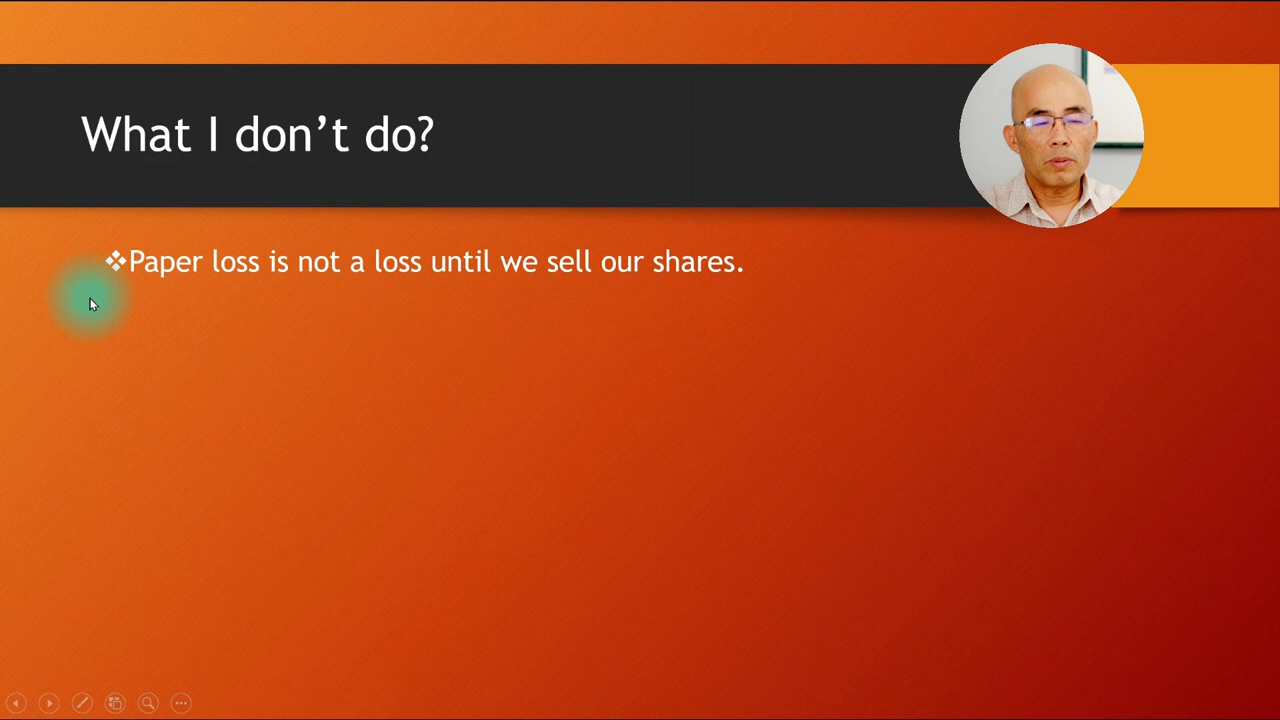 What I don’t do?
❖Paper loss is not a loss until we sell our shares.